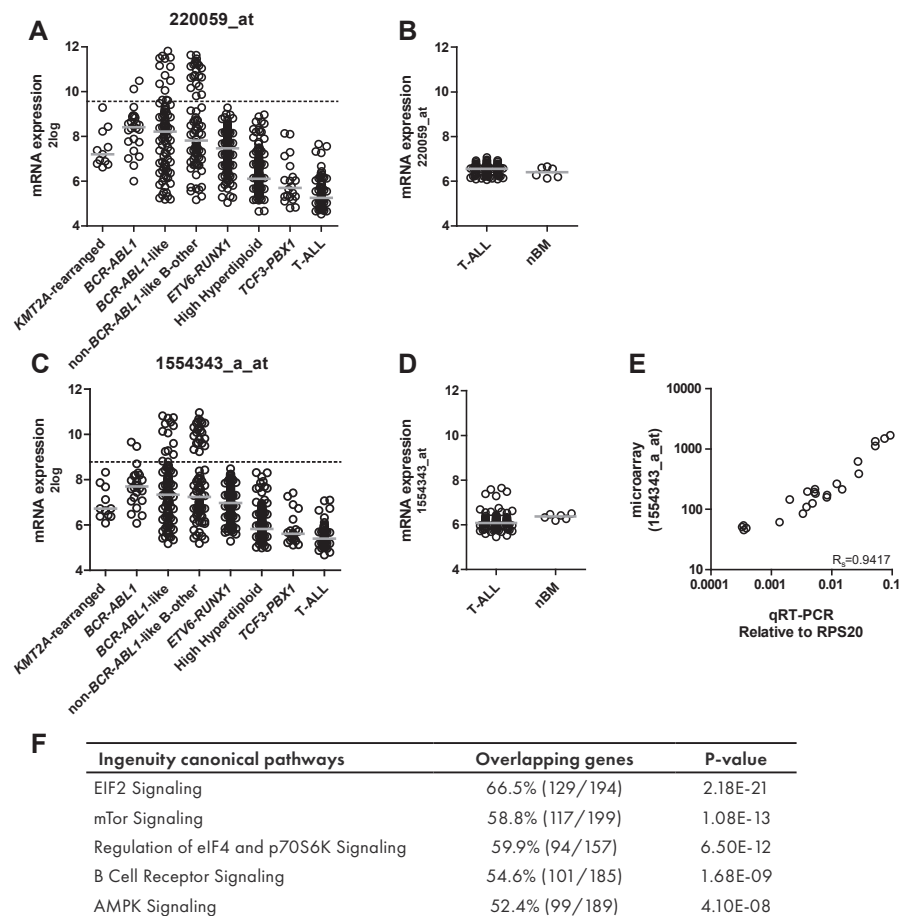 A
220059_at
mRNA expression
2log
12
10
8
6
4
KMT2A-rearranged
BCR-ABL1
BCR-ABL1-like
non-BCR-ABL1-like B-other
ETV6-RUNX1
High Hyperdiploid
TCF3-PBX1
T-ALL
B
mRNA expression
220059_at
12
10
8
6
4
T-ALL
nBM
C
1554343_a_at
mRNA expression
2log
12
10
8
6
4
KMT2A-rearranged
BCR-ABL1
BCR-ABL1-like
non-BCR-ABL1-like B-other
ETV6-RUNX1
High Hyperdiploid
TCF3-PBX1
T-ALL
D
mRNA expression
1554343_at
12
10
8
6
4
T-ALL
nBM
E
microarray
(1554343_a_at)
10000
1000
100
10
0.0001
0.001
0.01
0.1
Rs=0.9417
qRT-PCR
Relative to RPS20
F
Ingenuity canonical pathways Overlapping genes P-value
EIF2 Signaling 66.5% (129/194) 2.18E-21
mTor Signaling 58.8% (117/199) 1.08E-13
Regulation of eIF4 and p70S6K Signaling 59.9% (94/157) 6.50E-12
B Cell Receptor Signaling 54.6% (101/185) 1.68E-09
AMPK Signaling 52.4% (99/189) 4.10E-08